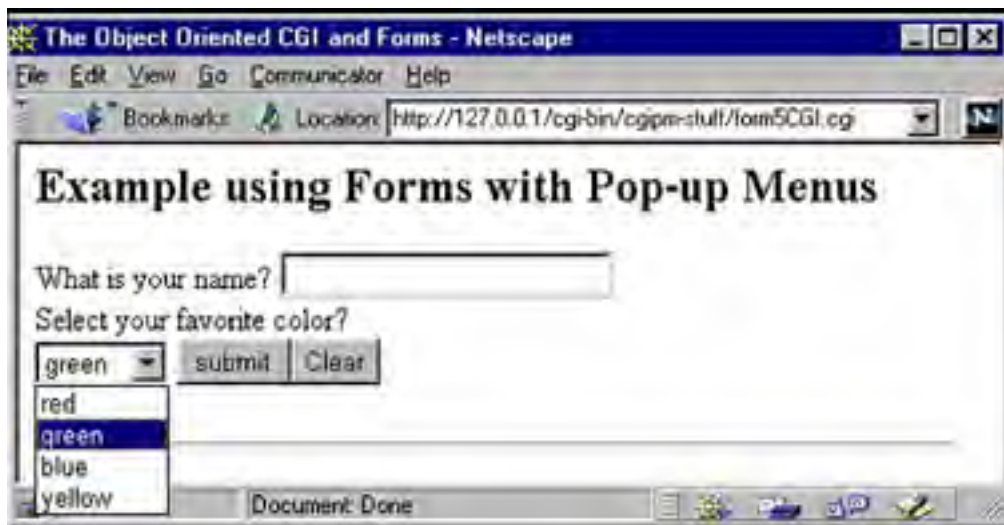 The Object Oriented CGI and Forms - Netscape
File Edit View Go Communicator Help
Bookmarks Location: http://127.0.0.1/cgi-bin/cgipm-stuff/form5CGI.cgi
N
Example using Forms with Pop-up Menus
What is your name?
Select your favorite color?
green submit Clear
red
green
blue
yellow
Document: Done